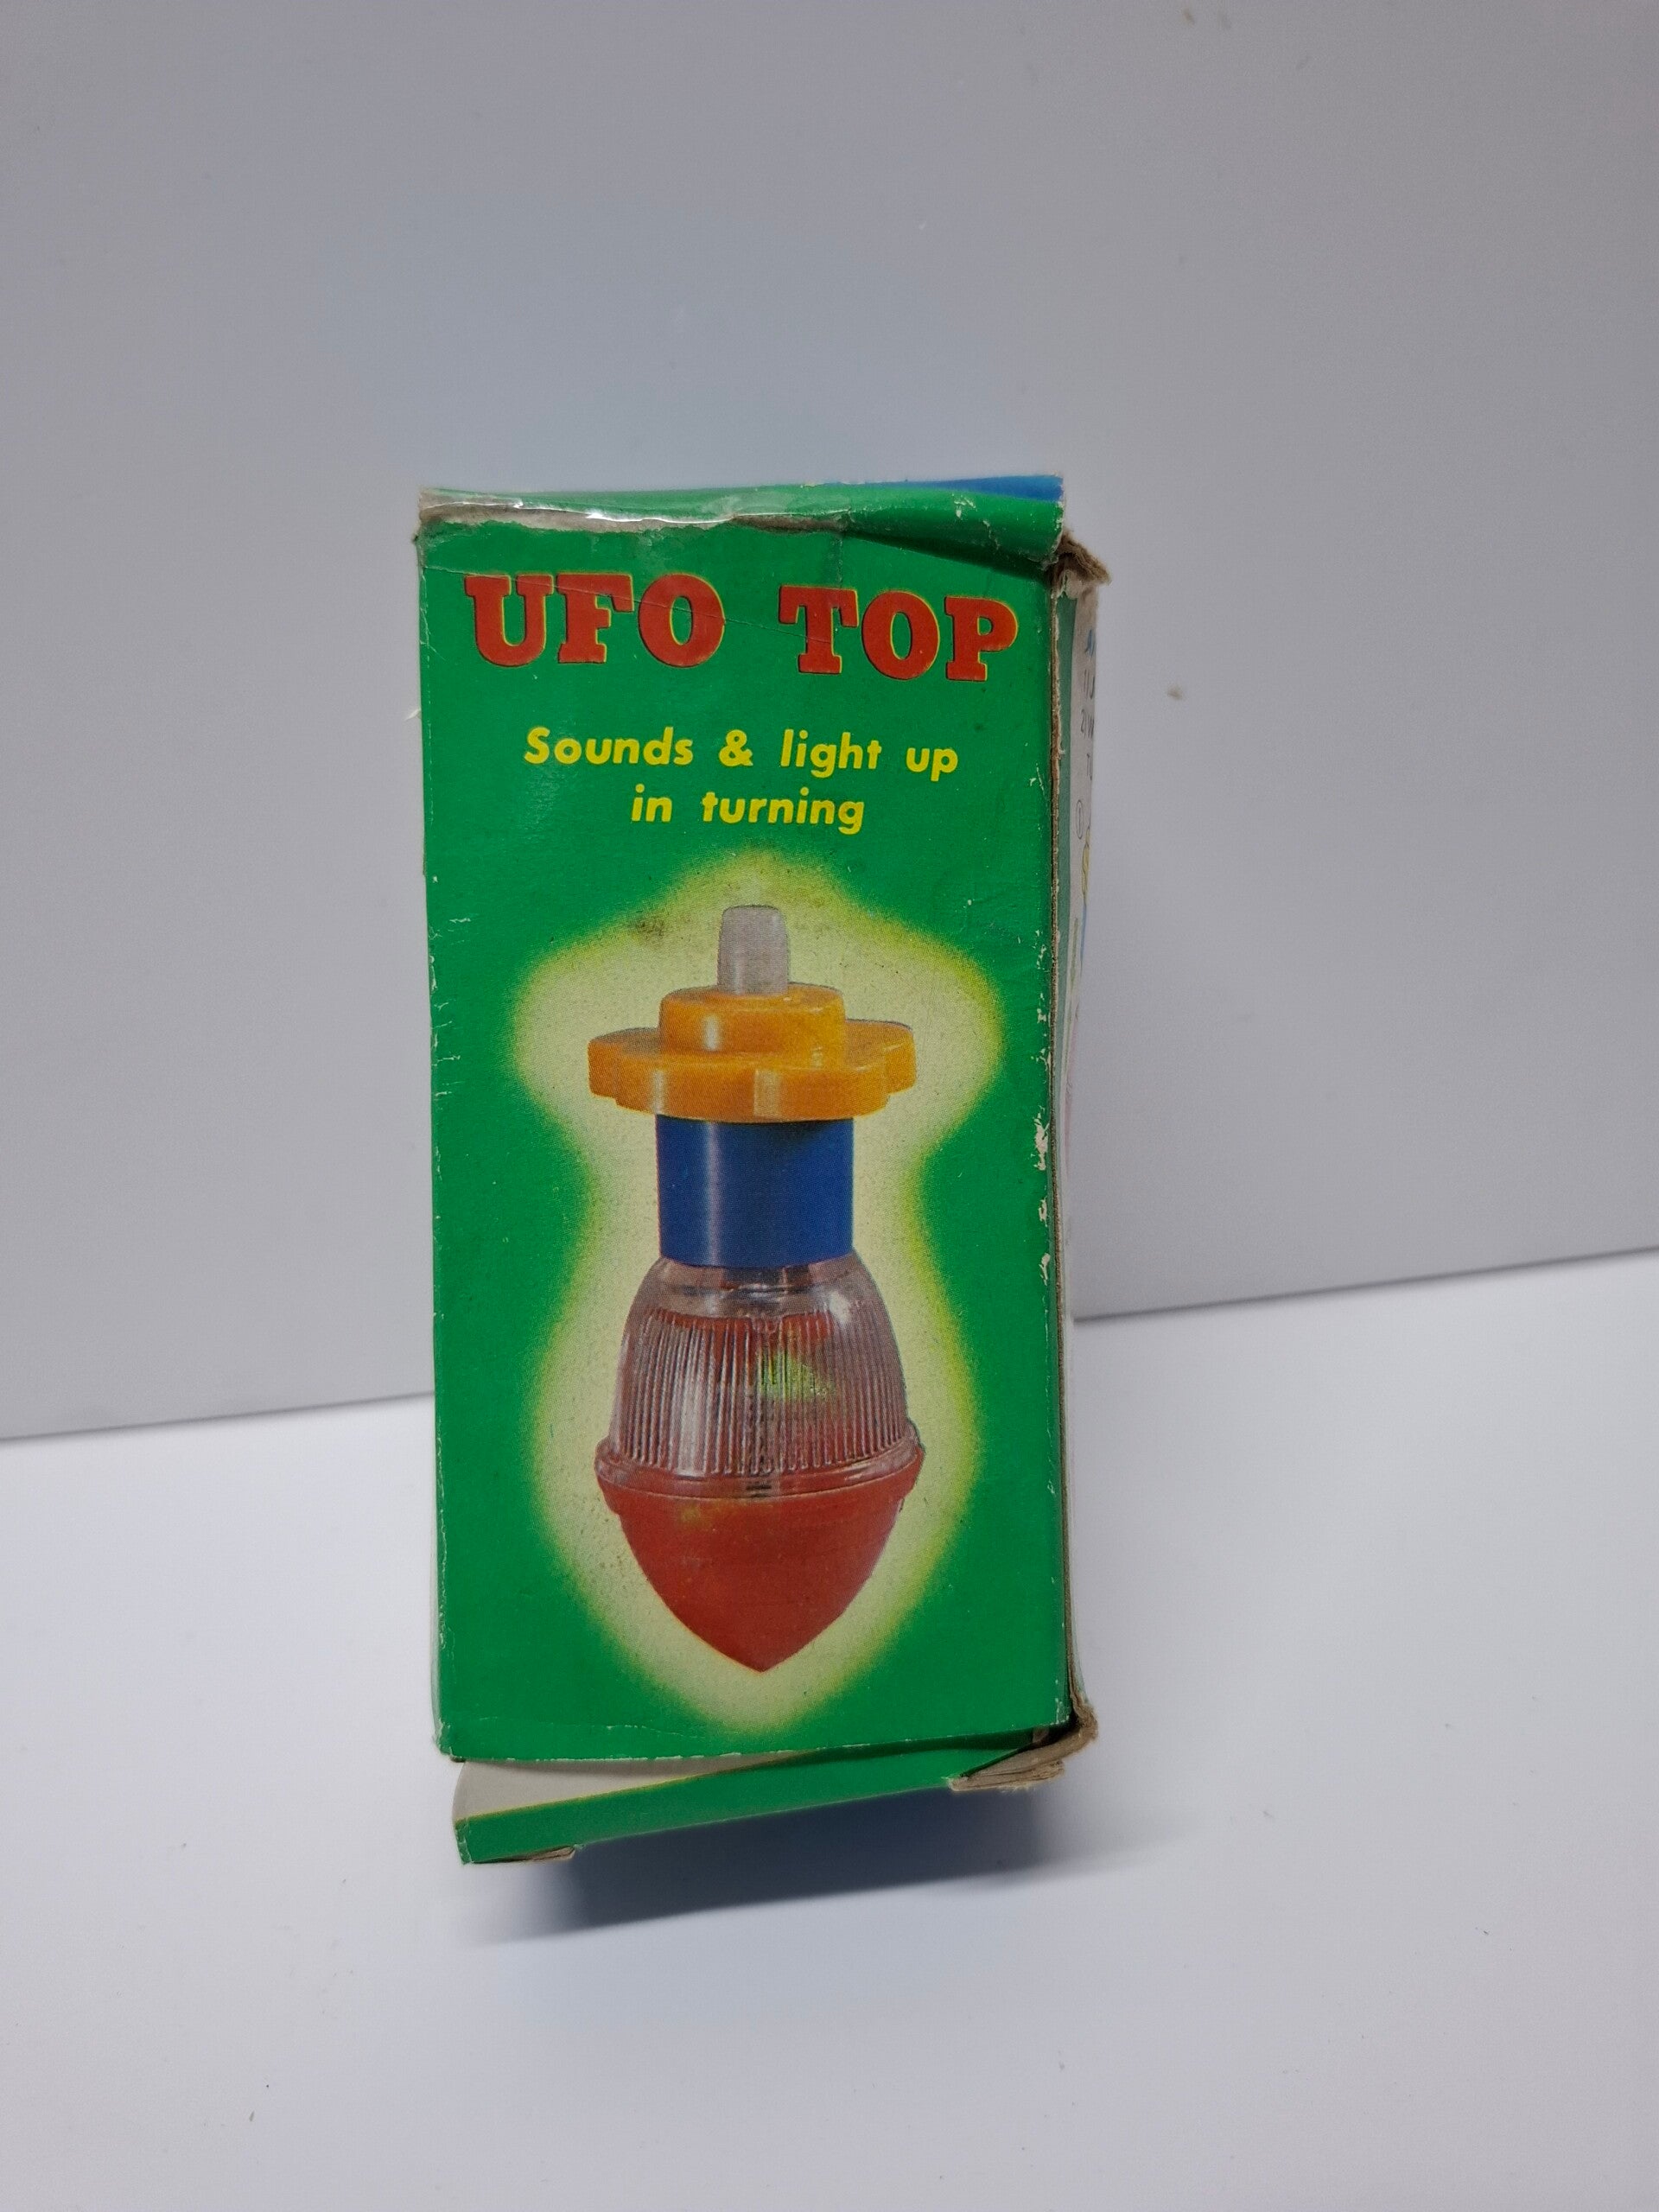 UFO TOP
Sounds & light up
in turning